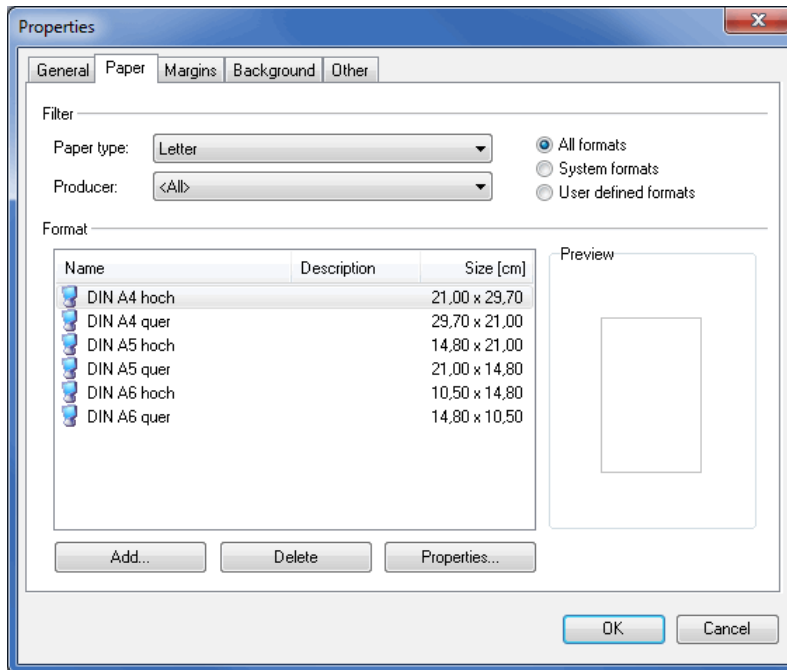 Properties
General Paper Margins Background Other
Filter
Paper type: Letter All formats
System formats
Producer: <All> User defined formats
Format
Name Description Size [cm] Preview
DIN A4 hoch 21,00 x 29,70
DIN A4 quer 29,70 x 21,00
DIN A5 hoch 14,80 x 21,00
DIN A5 quer 21,00 x 14,80
DIN A6 hoch 10,50 x 14,80
DIN A6 quer 14,80 x 10,50
Add... Delete Properties...
OK Cancel